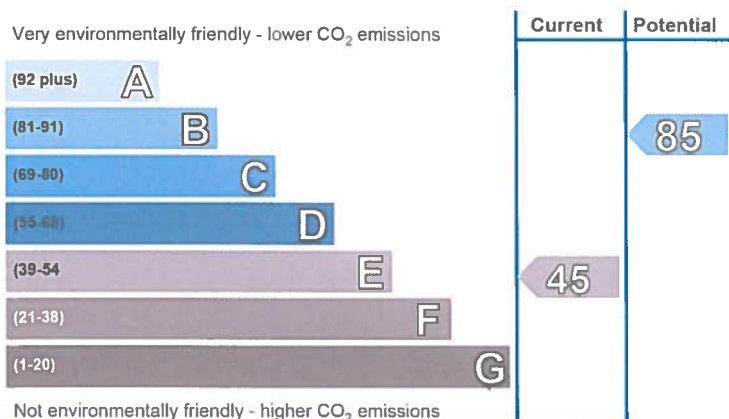 Very environmentally friendly - lower CO₂ emissions
Current
Potential
(92 plus) A
(81-91) B
85
(69-80) C
(55-68) D
(39-54 E
45
(21-38) F
(1-20) G
Not environmentally friendly - higher CO₂ emissions